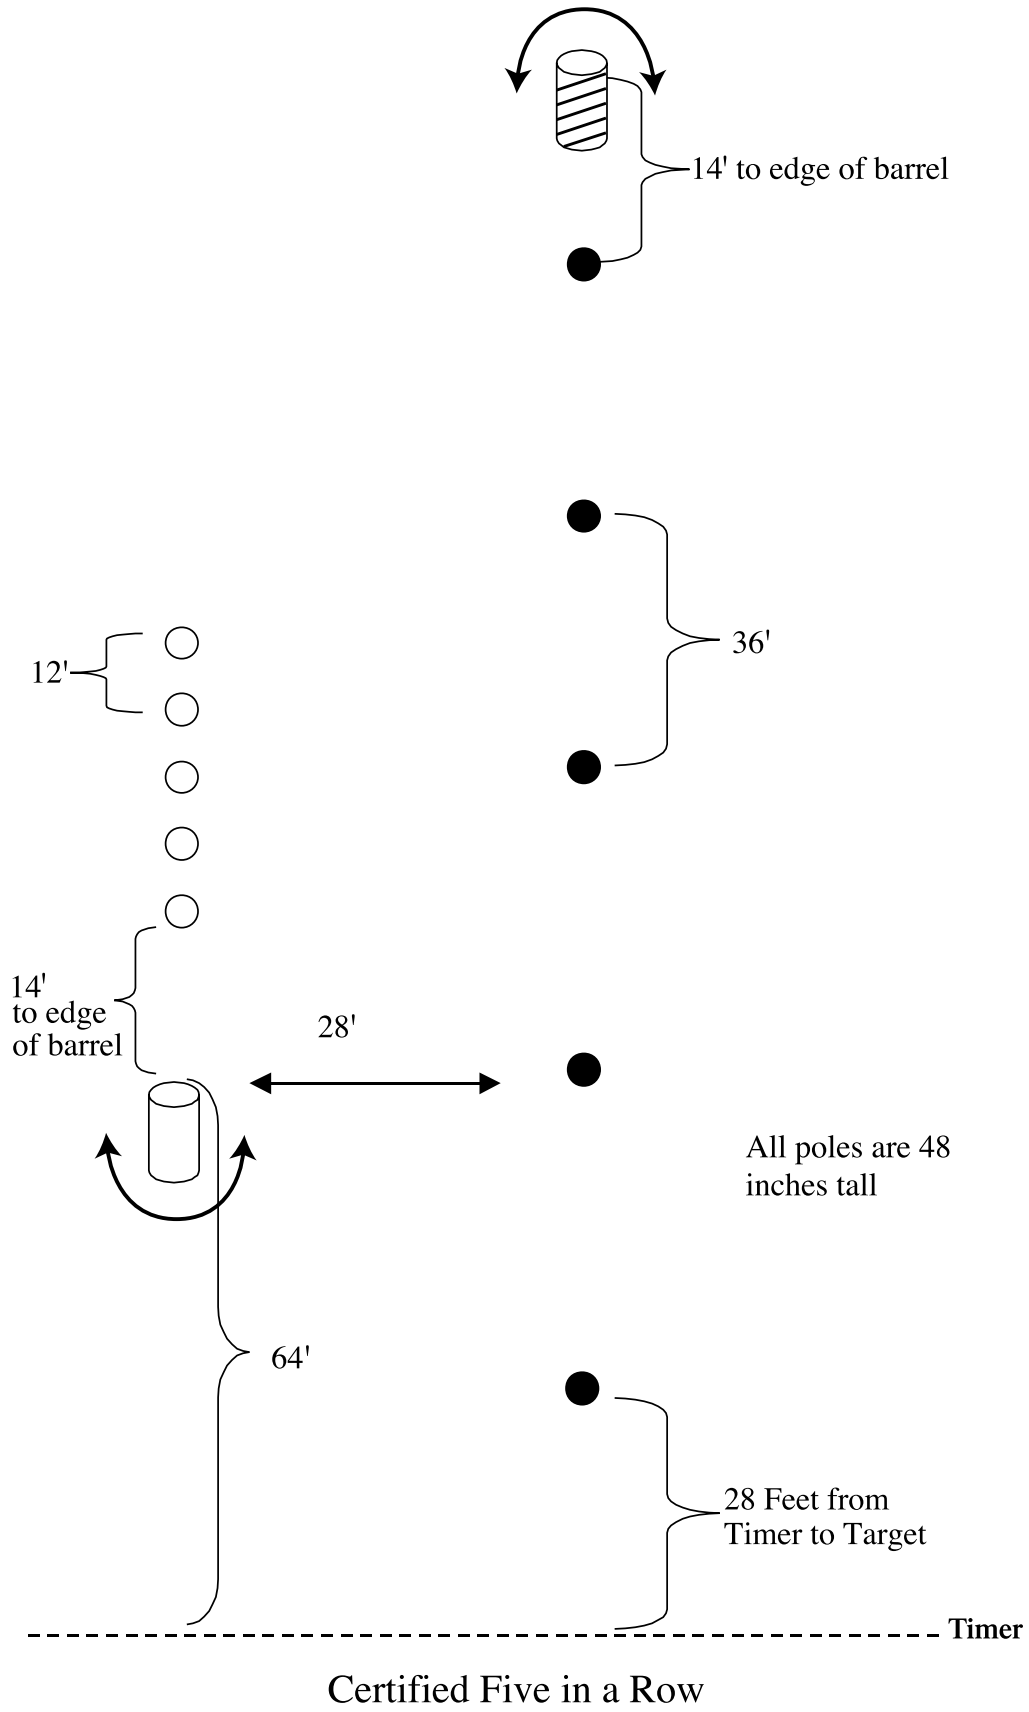 14' to edge of barrel
36'
12'
14'
to edge
of barrel
28'
All poles are 48
inches tall
64'
28 Feet from
Timer to Target
Timer
Certified Five in a Row